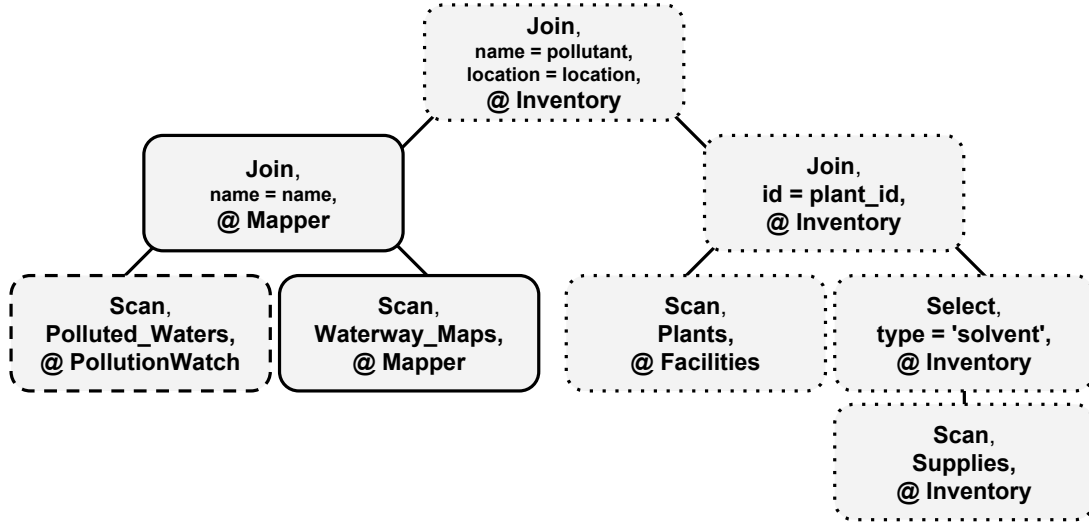 Join,
name = pollutant,
location = location,
@ Inventory
Join,
name = name,
@ Mapper
Join,
id = plant_id,
@ Inventory
Scan,
Polluted_Waters,
@ PollutionWatch
Scan,
Waterway_Maps,
@ Mapper
Scan,
Plants,
@ Facilities
Select,
type = 'solvent',
@ Inventory
Scan,
Supplies,
@ Inventory